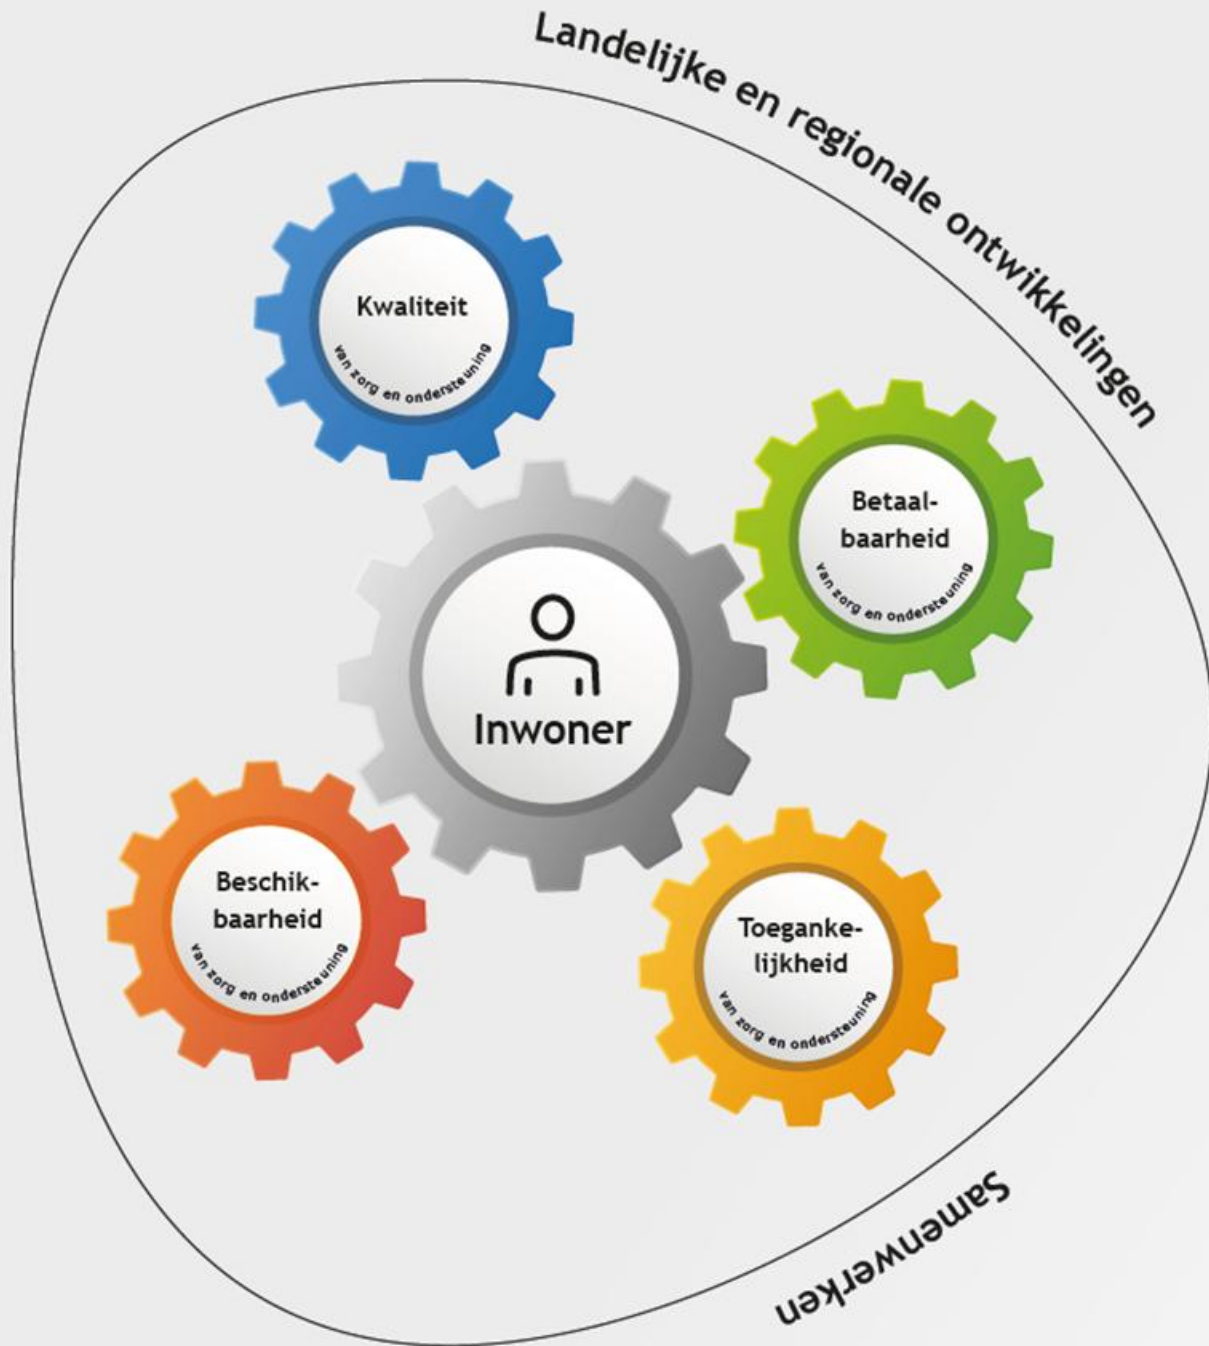 Landelijke en regionale ontwikkelingen
Kwaliteit
van zorg en ondersteuning
Betaal-
baarheid
van zorg en ondersteuning
Inwoner
Beschik-
baarheid
van zorg en ondersteuning
Toeganke-
lijkheid
van zorg en ondersteuning
Samenwerken